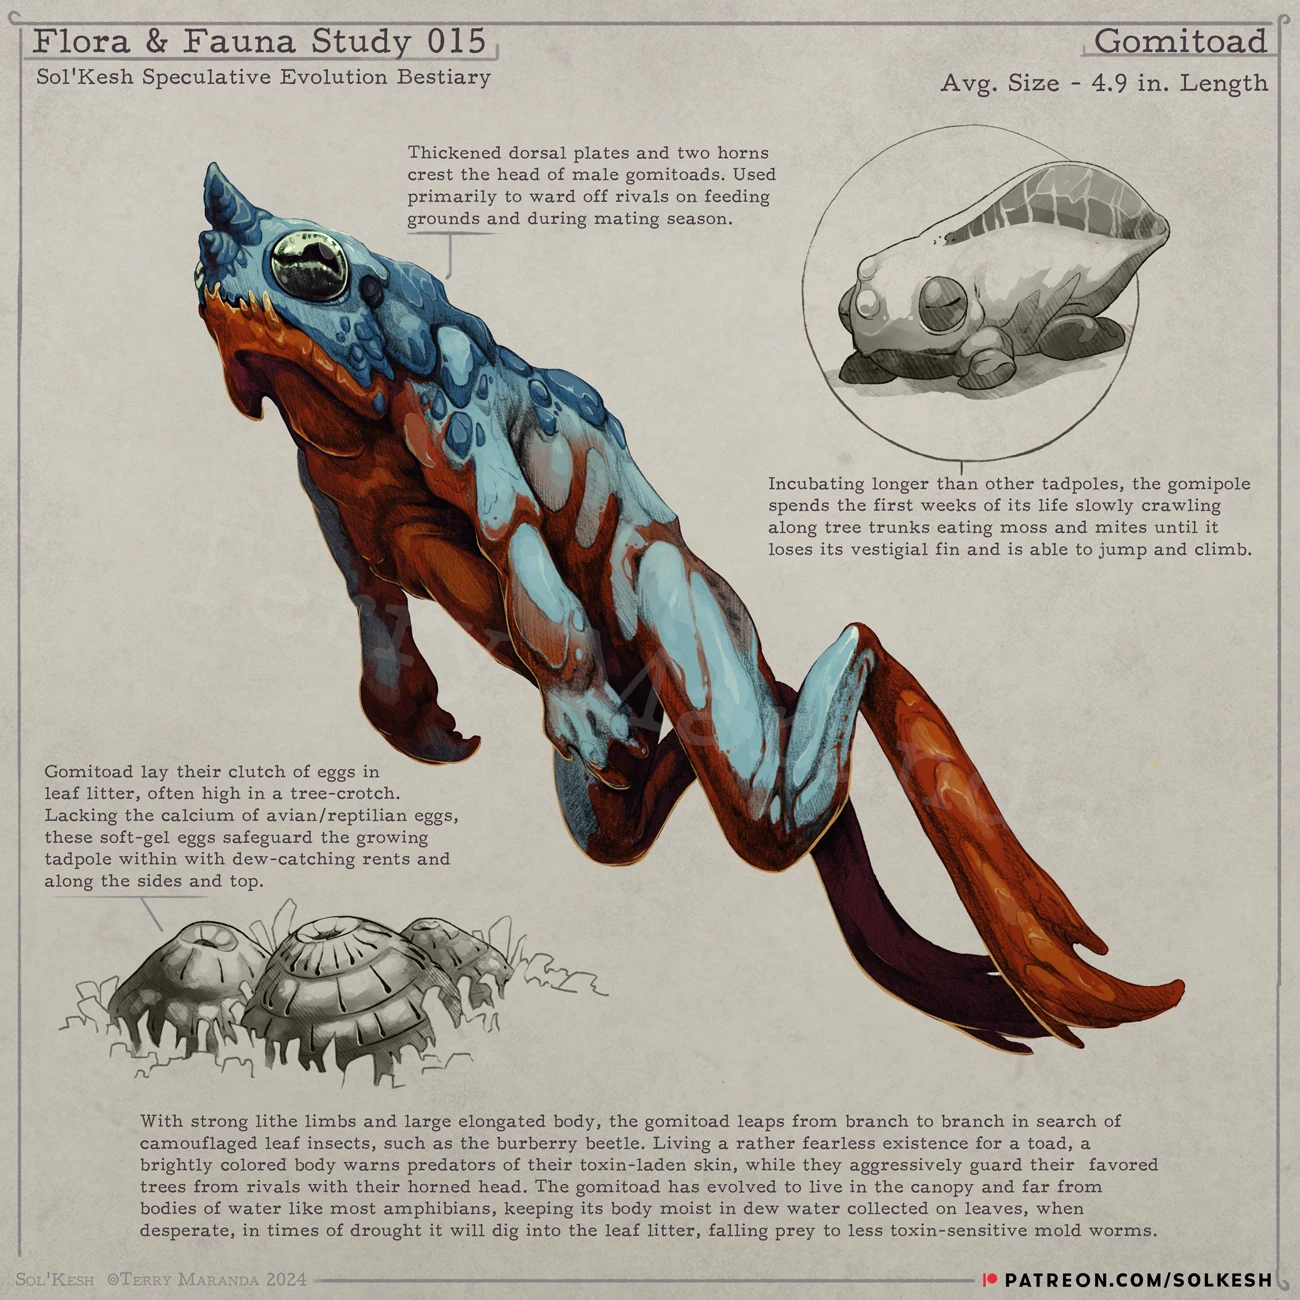 Flora & Fauna Study 015
Sol'Kesh Speculative Evolution Bestiary
Gomitoad
Avg. Size - 4.9 in. Length
Thickened dorsal plates and two horns
crest the head of male gomitoads. Used
primarily to ward off rivals on feeding
grounds and during mating season.
Incubating longer than other tadpoles, the gomipole
spends the first weeks of its life slowly crawling
along tree trunks eating moss and mites until it
loses its vestigial fin and is able to jump and climb.
Gomitoad lay their clutch of eggs in
leaf litter, often high in a tree-crotch.
Lacking the calcium of avian/reptilian eggs,
these soft-gel eggs safeguard the growing
tadpole within with dew-catching rents and
along the sides and top.
With strong lithe limbs and large elongated body, the gomitoad leaps from branch to branch in search of
camouflaged leaf insects, such as the burberry beetle. Living a rather fearless existence for a toad, a
brightly colored body warns predators of their toxin-laden skin, while they aggressively guard their favored
trees from rivals with their horned head. The gomitoad has evolved to live in the canopy and far from
bodies of water like most amphibians, keeping its body moist in dew water collected on leaves, when
desperate, in times of drought it will dig into the leaf litter, falling prey to less toxin-sensitive mold worms.
Sol'Kesh ©Terry Maranda 2024
PATREON.COM/SOLKESH
Terry Maranda